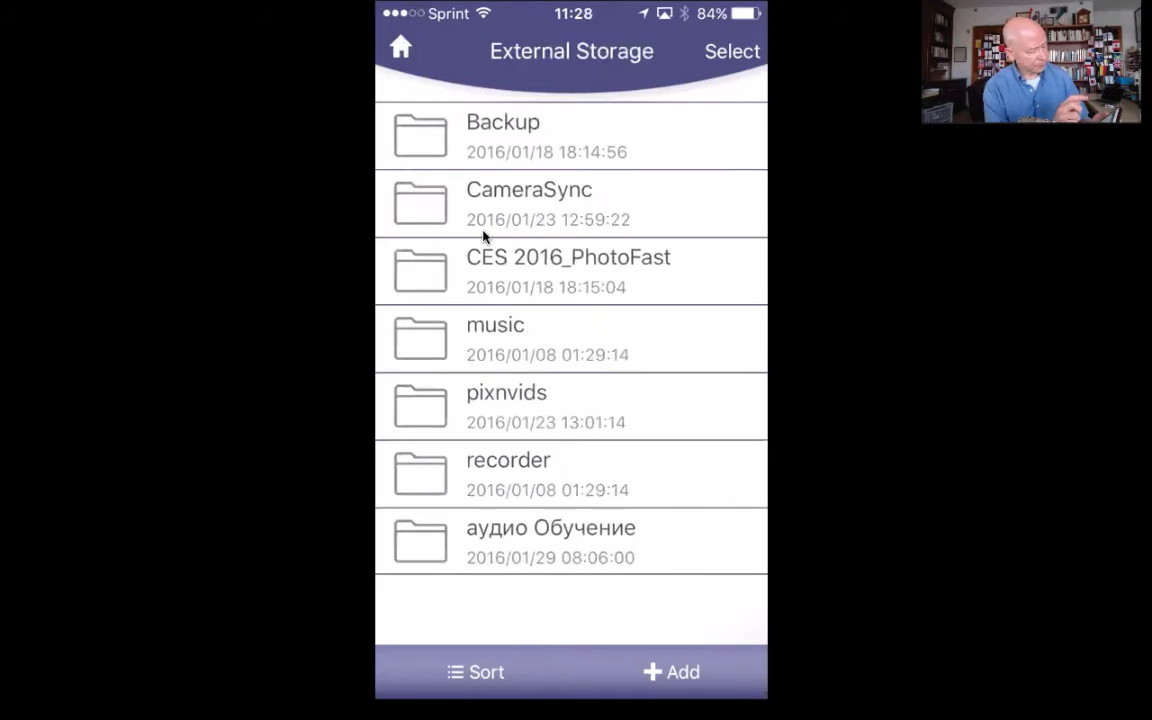 Sprint 11:28 84%
External Storage Select
Backup
2016/01/18 18:14:56
CameraSync
2016/01/23 12:59:22
CES 2016_PhotoFast
2016/01/18 18:15:04
music
2016/01/08 01:29:14
pixnvids
2016/01/23 13:01:14
recorder
2016/01/08 01:29:14
аудио Обучение
2016/01/29 08:06:00
Sort Add